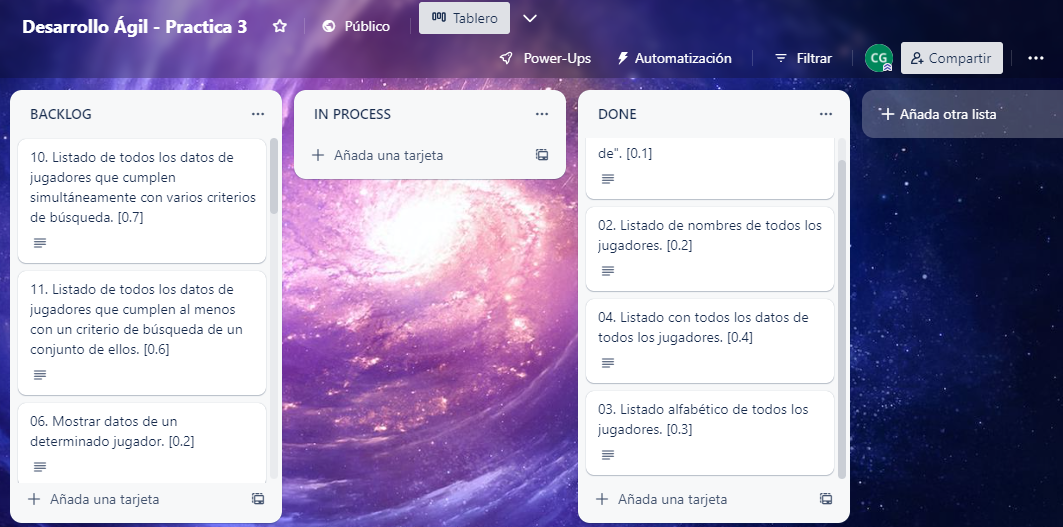 Desarrollo Ágil - Practica 3
Público
Tablero
Power-Ups
Automatización
Filtrar
CG
Compartir
BACKLOG
10. Listado de todos los datos de
jugadores que cumplen
simultáneamente con varios criterios
de búsqueda. [0.7]
11. Listado de todos los datos de
jugadores que cumplen al menos
con un criterio de búsqueda de un
conjunto de ellos. [0.6]
06. Mostrar datos de un
determinado jugador. [0.2]
Añada una tarjeta
IN PROCESS
Añada una tarjeta
DONE
de". [0.1]
02. Listado de nombres de todos los
jugadores. [0.2]
04. Listado con todos los datos de
todos los jugadores. [0.4]
03. Listado alfabético de todos los
jugadores. [0.3]
Añada una tarjeta
Añada otra lista